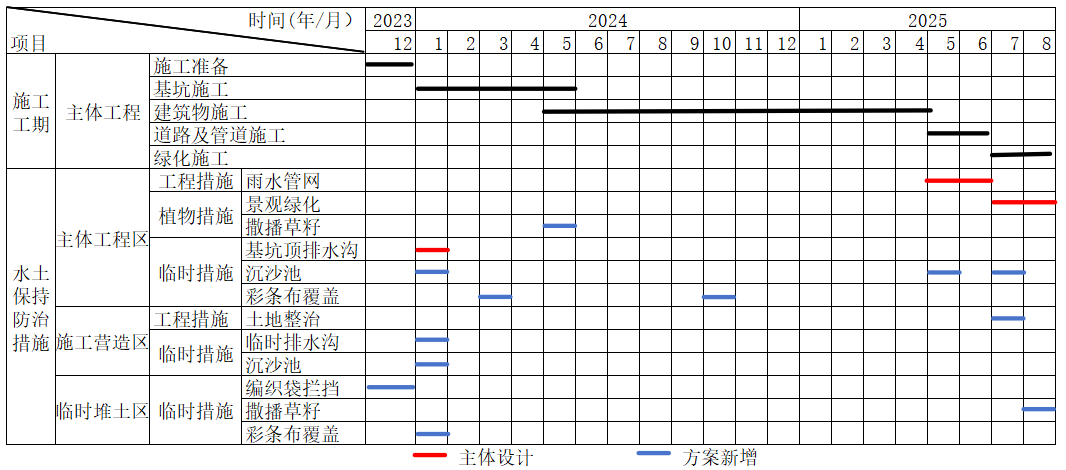 时间(年/月) 2023 2024 2025
项目 12 1 2 3 4 5 6 7 8 9 10 11 12 1 2 3 4 5 6 7 8
施工工期 主体工程 施工准备
基坑施工
建筑物施工
道路及管道施工
绿化施工
水土保持防治措施 主体工程区 工程措施 雨水管网
植物措施 景观绿化
撒播草籽
临时措施 基坑顶排水沟
沉沙池
彩条布覆盖
施工营造区 工程措施 土地整治
临时措施 临时排水沟
沉沙池
临时堆土区 临时措施 编织袋拦挡
撒播草籽
彩条布覆盖
主体设计 方案新增